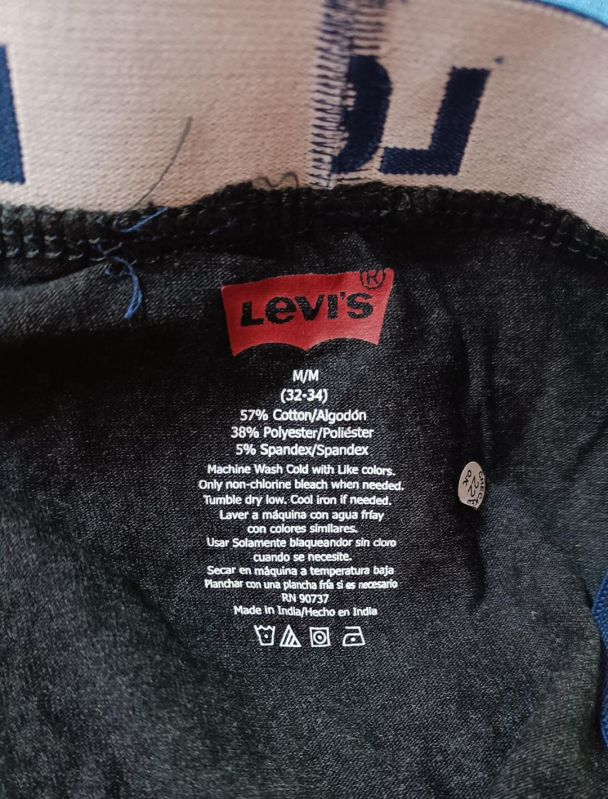 Levi's®
M/M
(32-34)
57% Cotton/Algodón
38% Polyester/Poliéster
5% Spandex/Spandex
Machine Wash Cold with Like colors.
Only non-chlorine bleach when needed.
Tumble dry low. Cool iron if needed.
Laver a máquina con agua fríay
con colores similares.
Usar Solamente blaqueandor sin cloro
cuando se necesite.
Secar en máquina a temperatura baja
Planchar con una plancha fría si es necesario
RN 90737
Made in India/Hecho en India
22